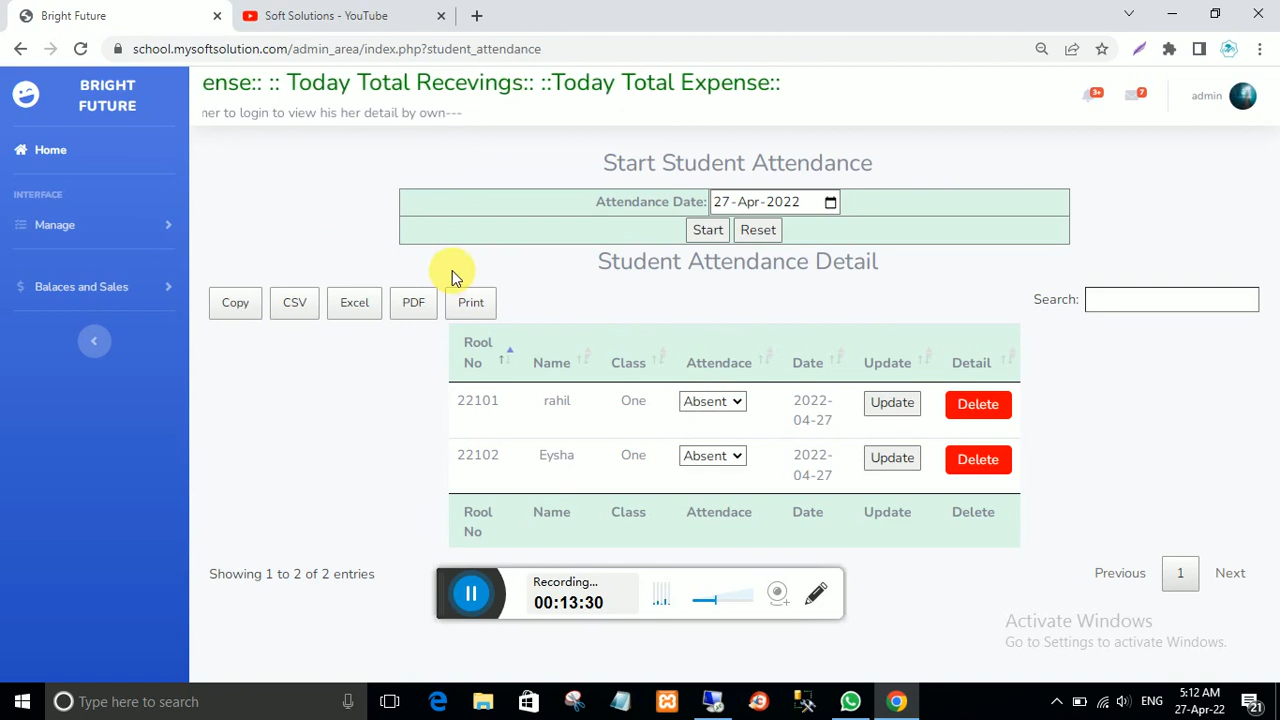 Bright Future
Soft Solutions - YouTube
school.mysoftsolution.com/admin_area/index.php?student_attendance
BRIGHT
FUTURE
ense:: :: Today Total Recevings:: ::Today Total Expense::
ner to login to view his her detail by own---
3+
7
admin
Home
INTERFACE
Manage
Balaces and Sales
Start Student Attendance
Attendance Date: 27-Apr-2022
Start Reset
Student Attendance Detail
Copy CSV Excel PDF Print
Search:
Rool
No Name Class Attendace Date Update Detail
22101 rahil One Absent 2022-
04-27 Update Delete
22102 Eysha One Absent 2022-
04-27 Update Delete
Rool
No Name Class Attendace Date Update Delete
Showing 1 to 2 of 2 entries
Previous 1 Next
Recording...
00:13:30
Activate Windows
Go to Settings to activate Windows.
Type here to search
ENG
5:12 AM
27-Apr-22
21